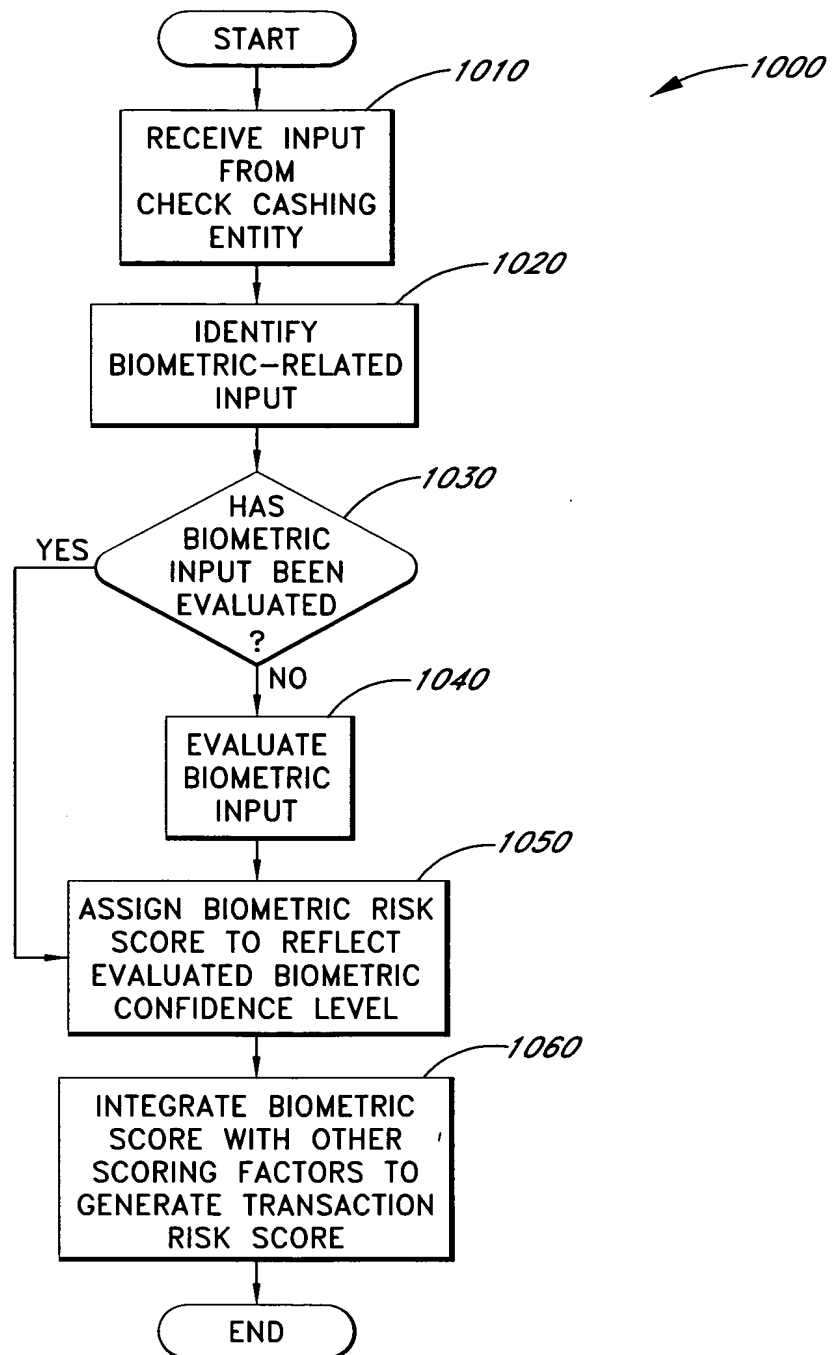 START
1010
1000
RECEIVE INPUT
FROM
CHECK CASHING
ENTITY
1020
IDENTIFY
BIOMETRIC-RELATED
INPUT
1030
HAS
BIOMETRIC
INPUT BEEN
EVALUATED
?
YES
NO
1040
EVALUATE
BIOMETRIC
INPUT
1050
ASSIGN BIOMETRIC RISK
SCORE TO REFLECT
EVALUATED BIOMETRIC
CONFIDENCE LEVEL
1060
INTEGRATE BIOMETRIC
SCORE WITH OTHER
SCORING FACTORS TO
GENERATE TRANSACTION
RISK SCORE
END